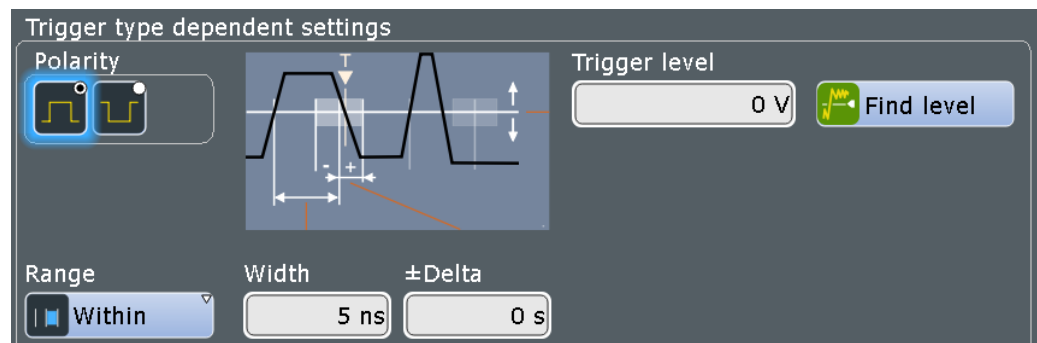 Trigger type dependent settings
Polarity
T
- +
Trigger level
0 V
Find level
Range
Within
Width
5 ns
±Delta
0 s